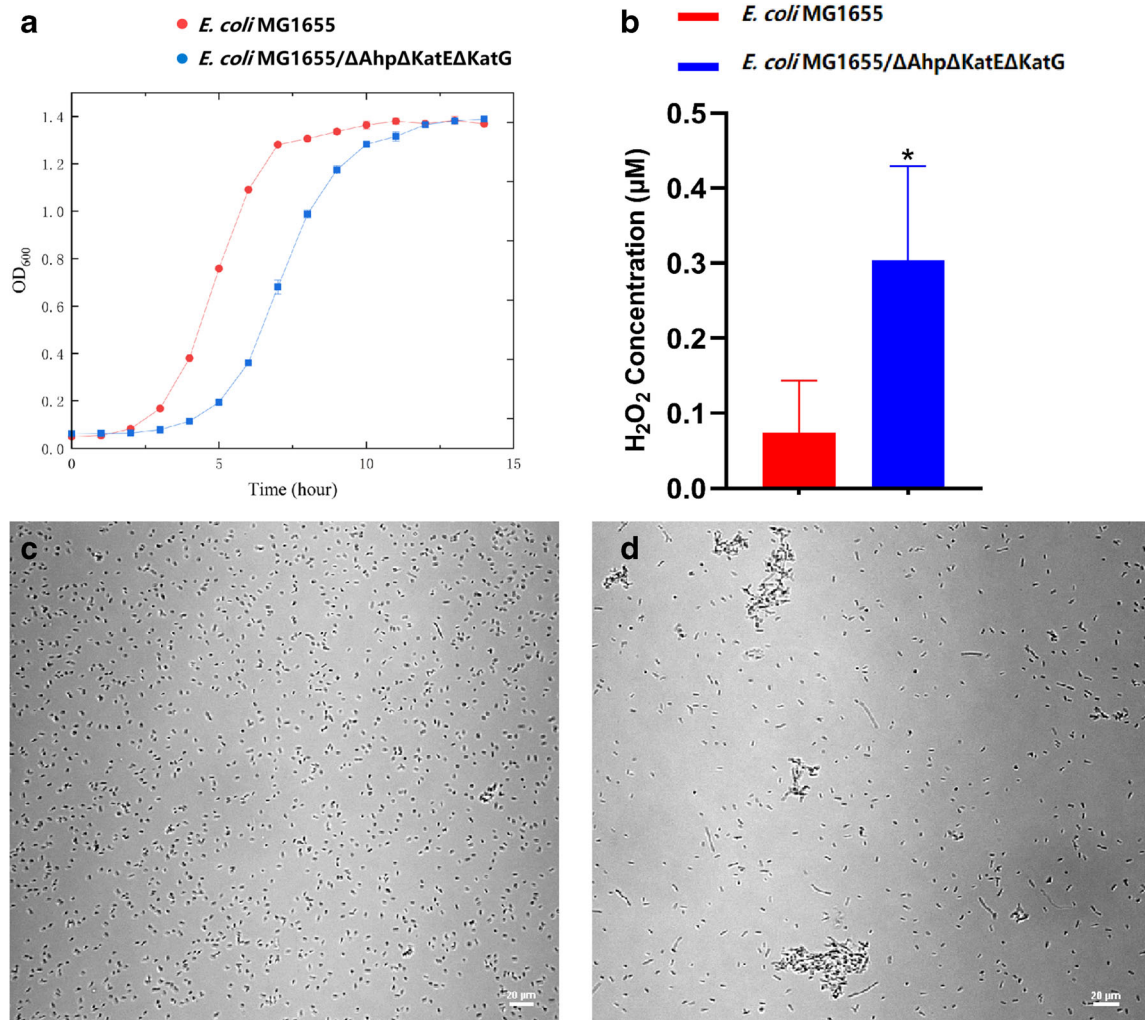 a
E. coli MG1655
E. coli MG1655/ΔAhpΔKatEΔKatG
OD600
1.4
1.2
1.0
0.8
0.6
0.4
0.2
0.0
0
5
10
15
Time (hour)
b
E. coli MG1655
E. coli MG1655/ΔAhpΔKatEΔKatG
H2O2 Concentration (μM)
0.5
0.4
0.3
0.2
0.1
0.0
*
c
20 μm
d
20 μm